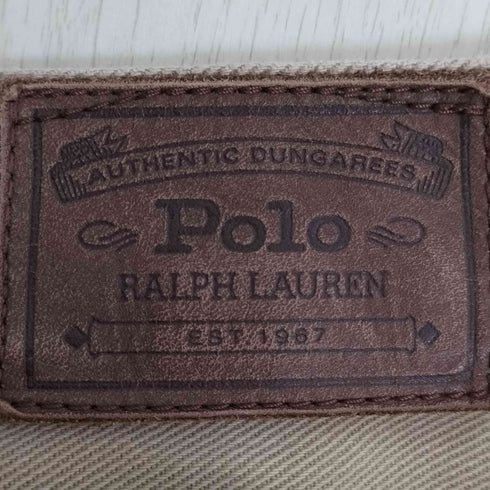 AUTHENTIC DUNGAREES
Polo
RALPH LAUREN
EST. 1967